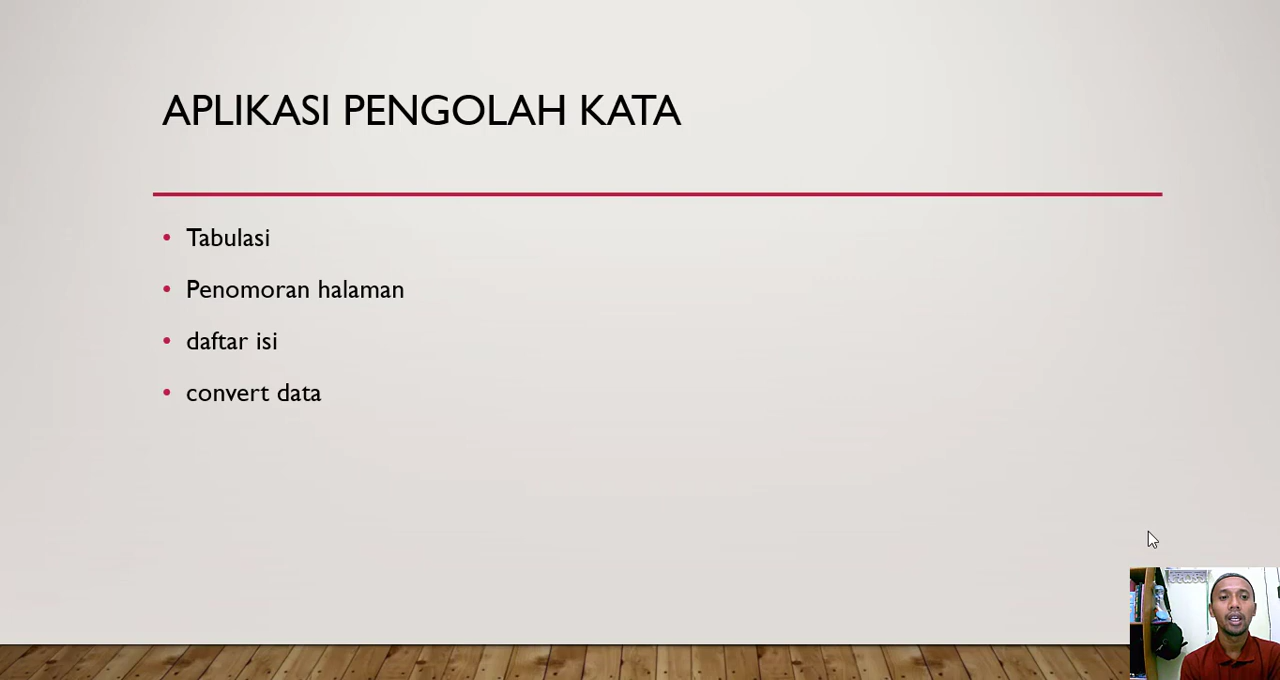 APLIKASI PENGOLAH KATA
• Tabulasi
• Penomoran halaman
• daftar isi
• convert data